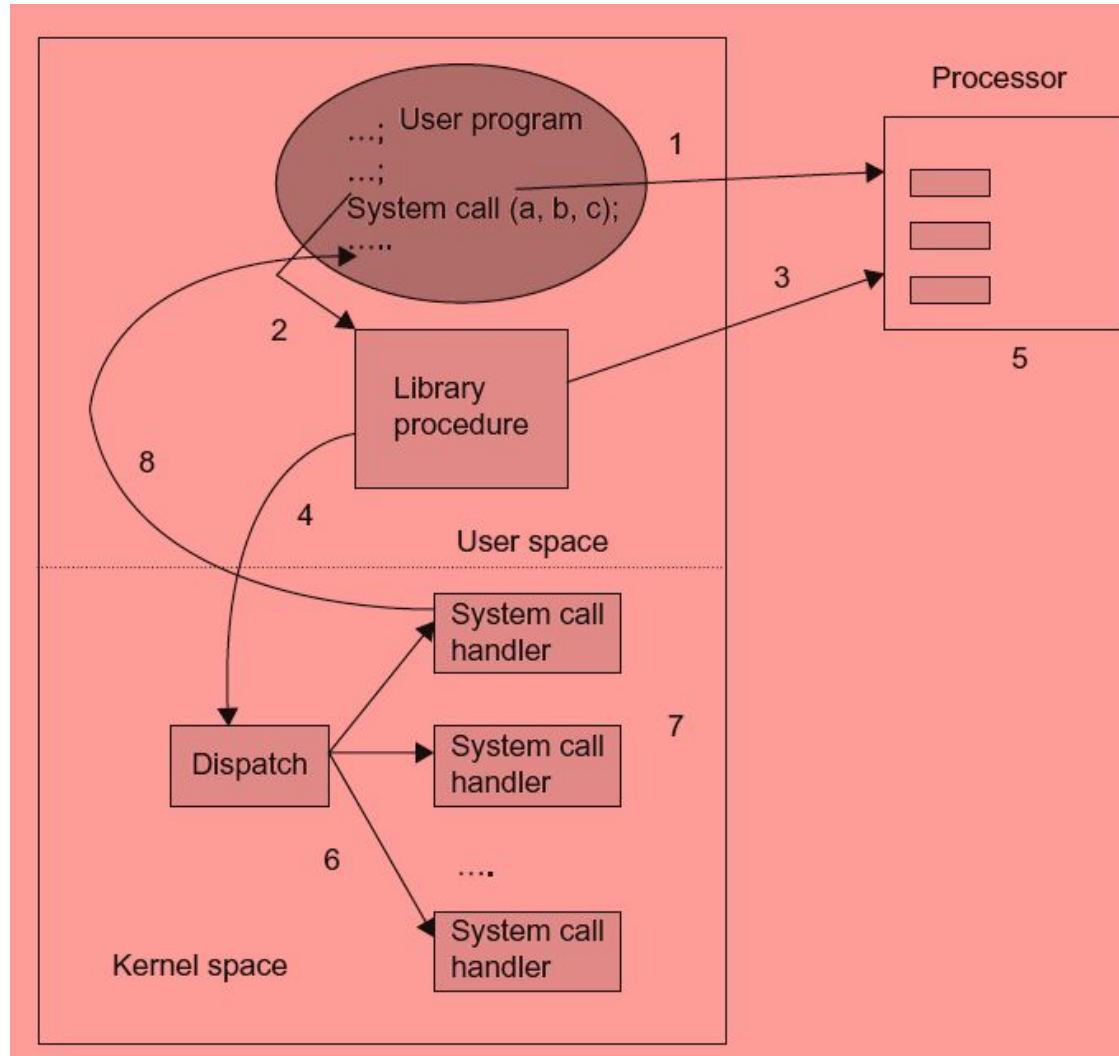 Processor
User program
...;
...;
System call (a, b, c);
.....
1
2
3
5
Library
procedure
8
4
User space
System call
handler
Dispatch
System call
handler
7
6
....
System call
handler
Kernel space